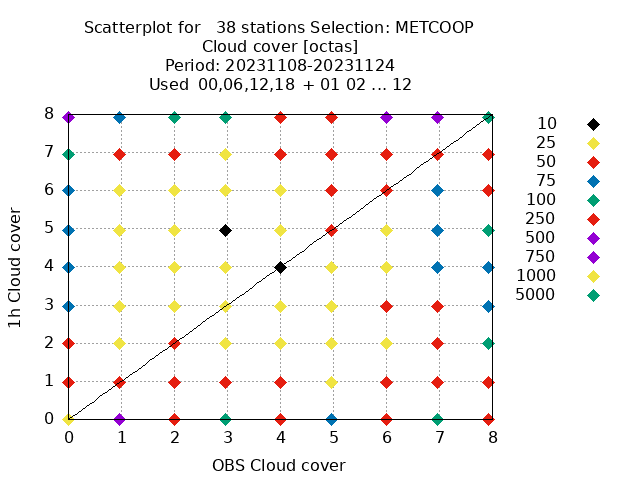 Scatterplot for   38 stations Selection: METCOOP
Cloud cover [octas]
Period: 20231108-20231124
Used  00,06,12,18 + 01 02 ... 12
8
7
6
5
4
3
2
1
0
1h Cloud cover
0 1 2 3 4 5 6 7 8
OBS Cloud cover
10
25
50
75
100
250
500
750
1000
5000